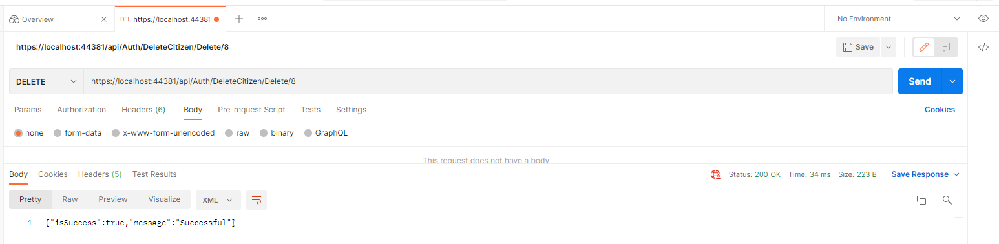 Overview
DEL https://localhost:4438
No Environment
https://localhost:44381/api/Auth/DeleteCitizen/Delete/8
Save
DELETE
https://localhost:44381/api/Auth/DeleteCitizen/Delete/8
Send
Params Authorization Headers (6) Body Pre-request Script Tests Settings
Cookies
none form-data x-www-form-urlencoded raw binary GraphQL
This request does not have a body
Body Cookies Headers (5) Test Results
Status: 200 OK Time: 34 ms Size: 223 B Save Response
Pretty Raw Preview Visualize XML
1 {"isSuccess":true,"message":"Successful"}